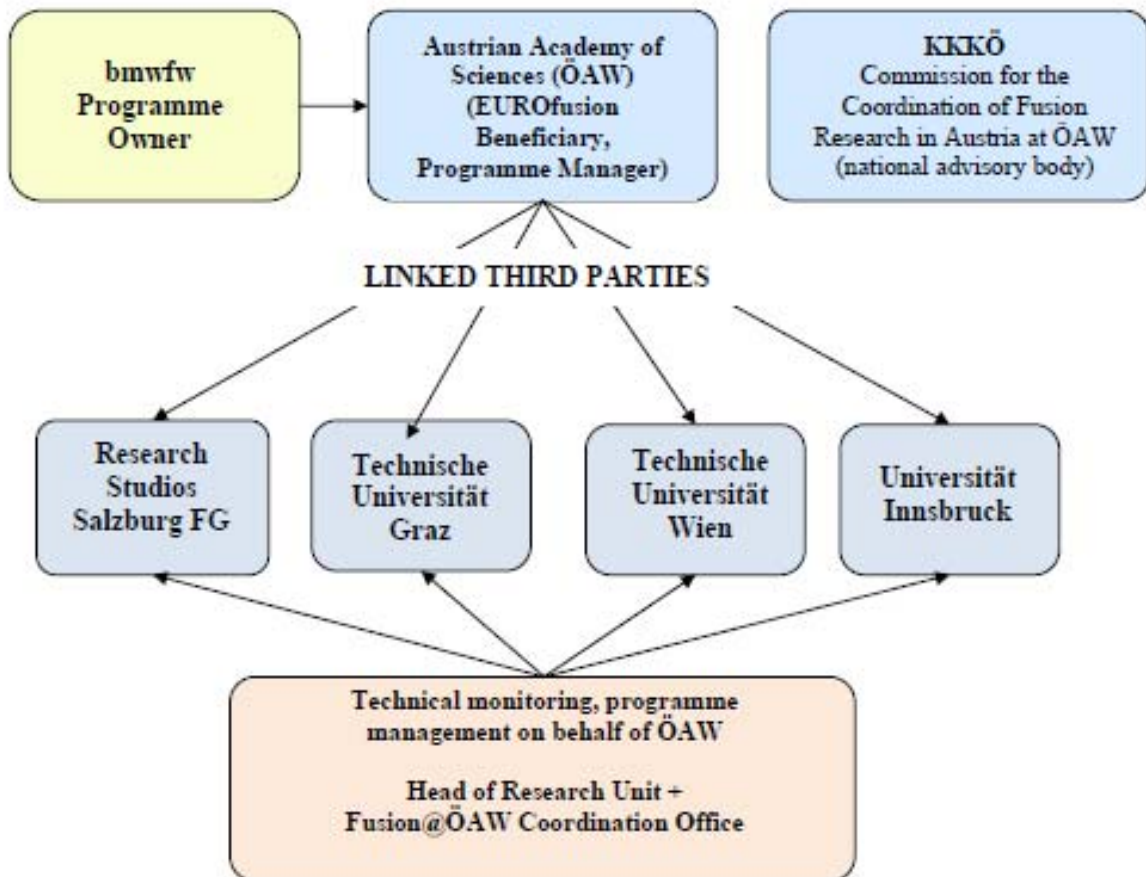 bmwfw
Programme
Owner
Austrian Academy of
Sciences (ÖAW)
(EUROfusion
Beneficiary,
Programme Manager)
KKKÖ
Commission for the
Coordination of Fusion
Research in Austria at ÖAW
(national advisory body)
LINKED THIRD PARTIES
Research
Studios
Salzburg FG
Technische
Universität
Graz
Technische
Universität
Wien
Universität
Innsbruck
Technical monitoring, programme
management on behalf of ÖAW
Head of Research Unit +
Fusion@ÖAW Coordination Office